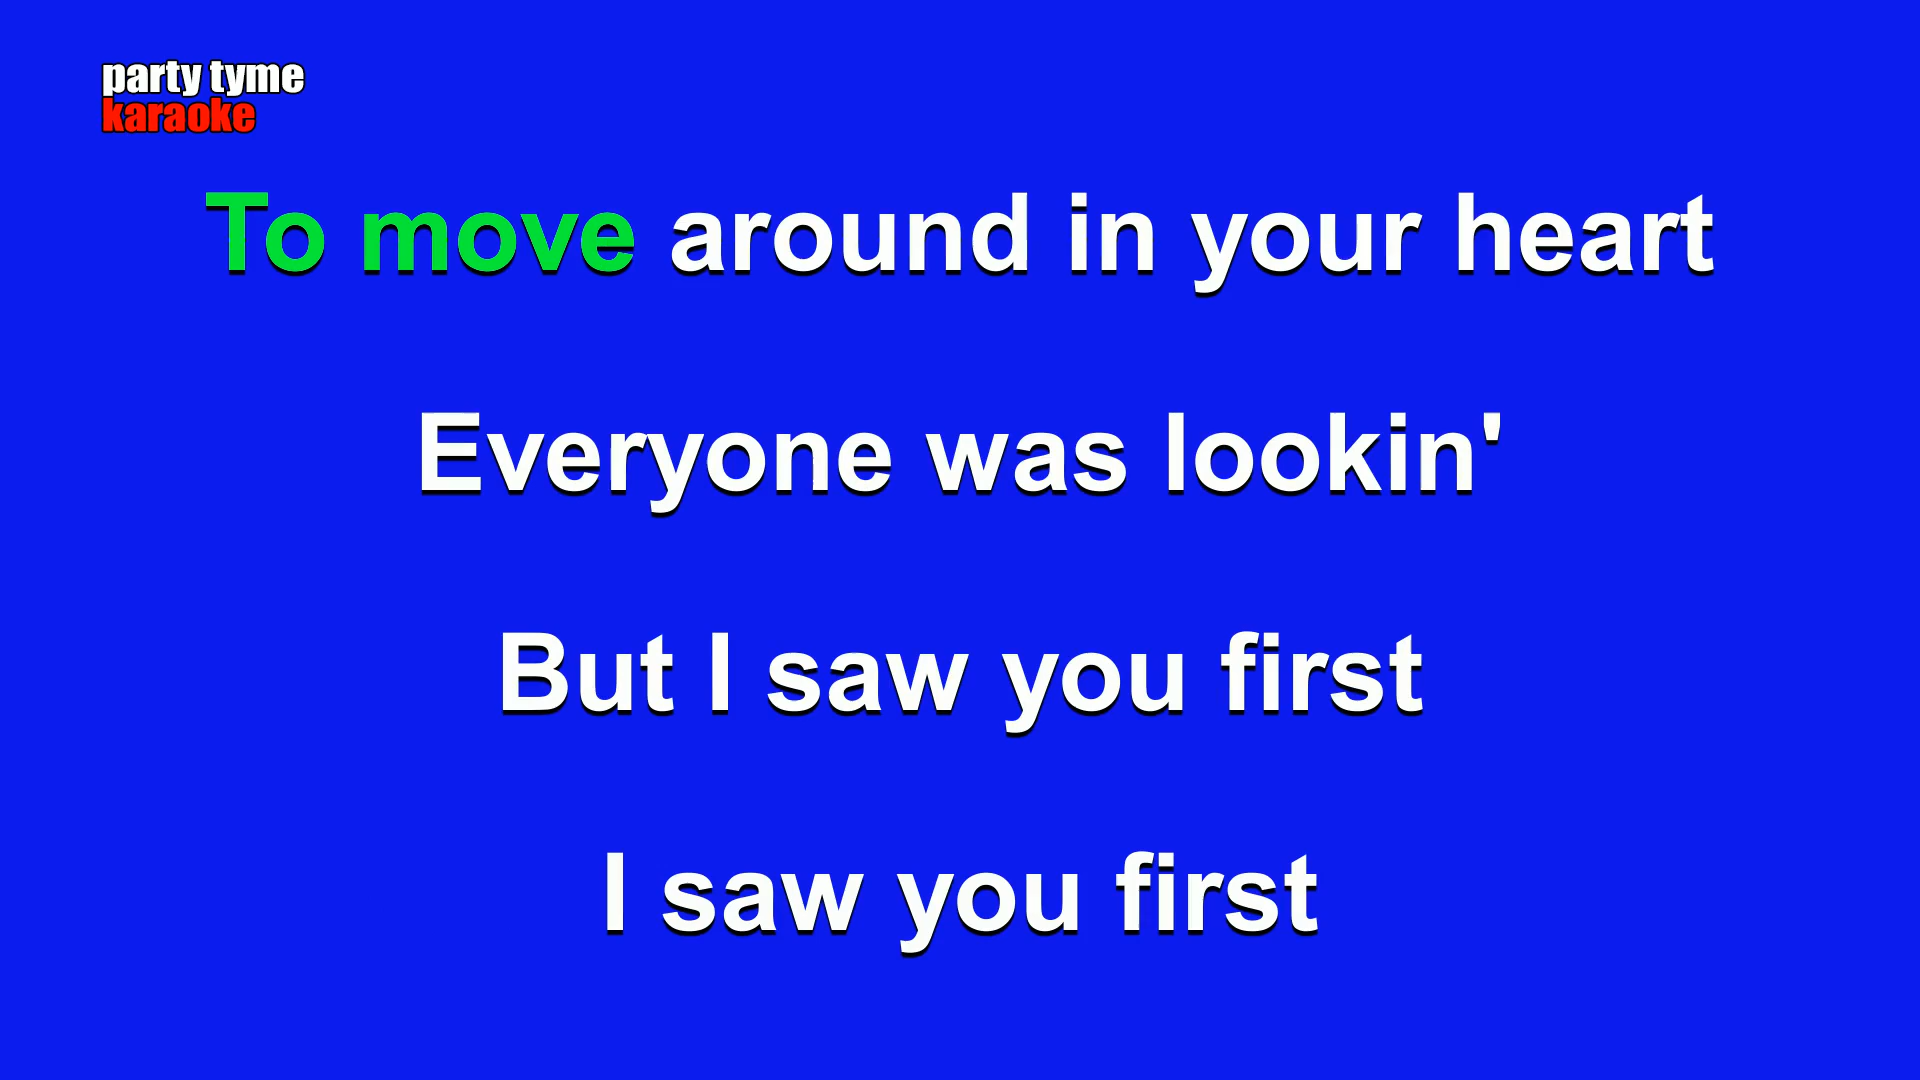 party tyme
karaoke
To move around in your heart
Everyone was lookin'
But I saw you first
I saw you first